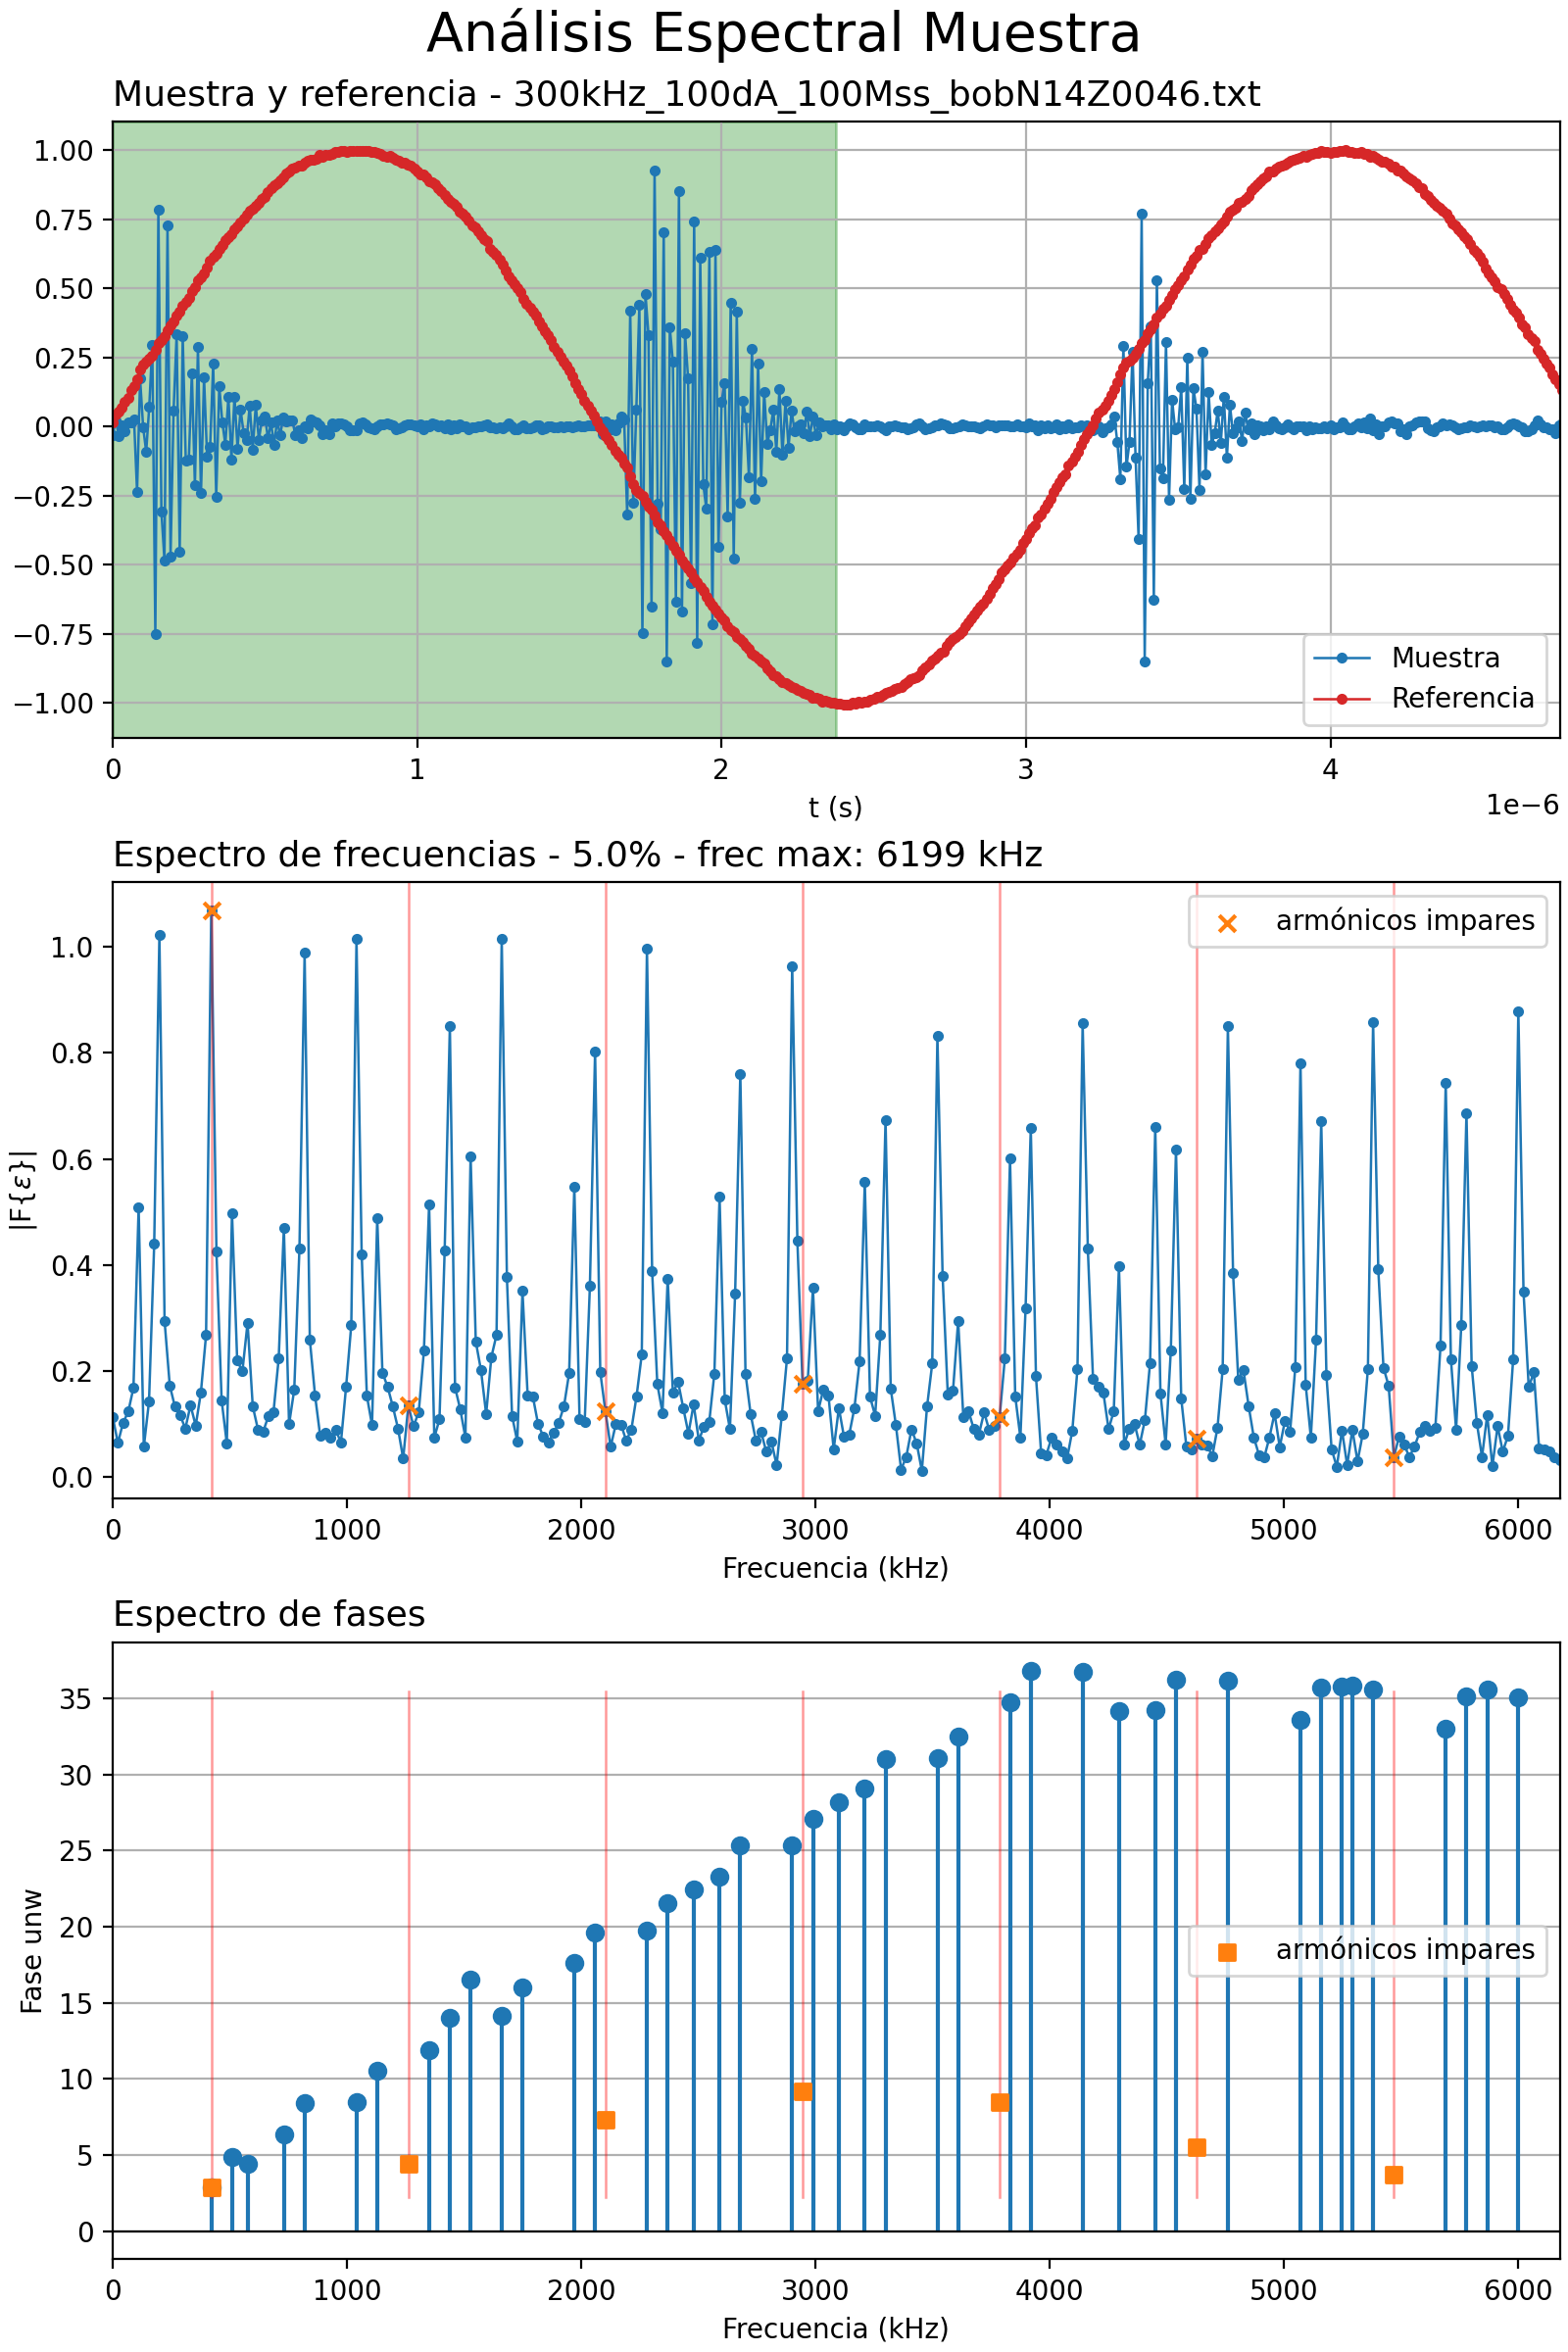 Análisis Espectral Muestra
Muestra y referencia - 300kHz_100dA_100Mss_bobN14Z0046.txt
1.00
0.75
0.50
0.25
0.00
−0.25
−0.50
−0.75
−1.00
Muestra
Referencia
0 1 2 3 4
1e−6
t (s)
Espectro de frecuencias - 5.0% - frec max: 6199 kHz
armónicos impares
1.0
0.8
0.6
0.4
0.2
0.0
|F{ε}|
0 1000 2000 3000 4000 5000 6000
Frecuencia (kHz)
Espectro de fases
35
30
25
20
15
10
5
0
Fase unw
armónicos impares
0 1000 2000 3000 4000 5000 6000
Frecuencia (kHz)